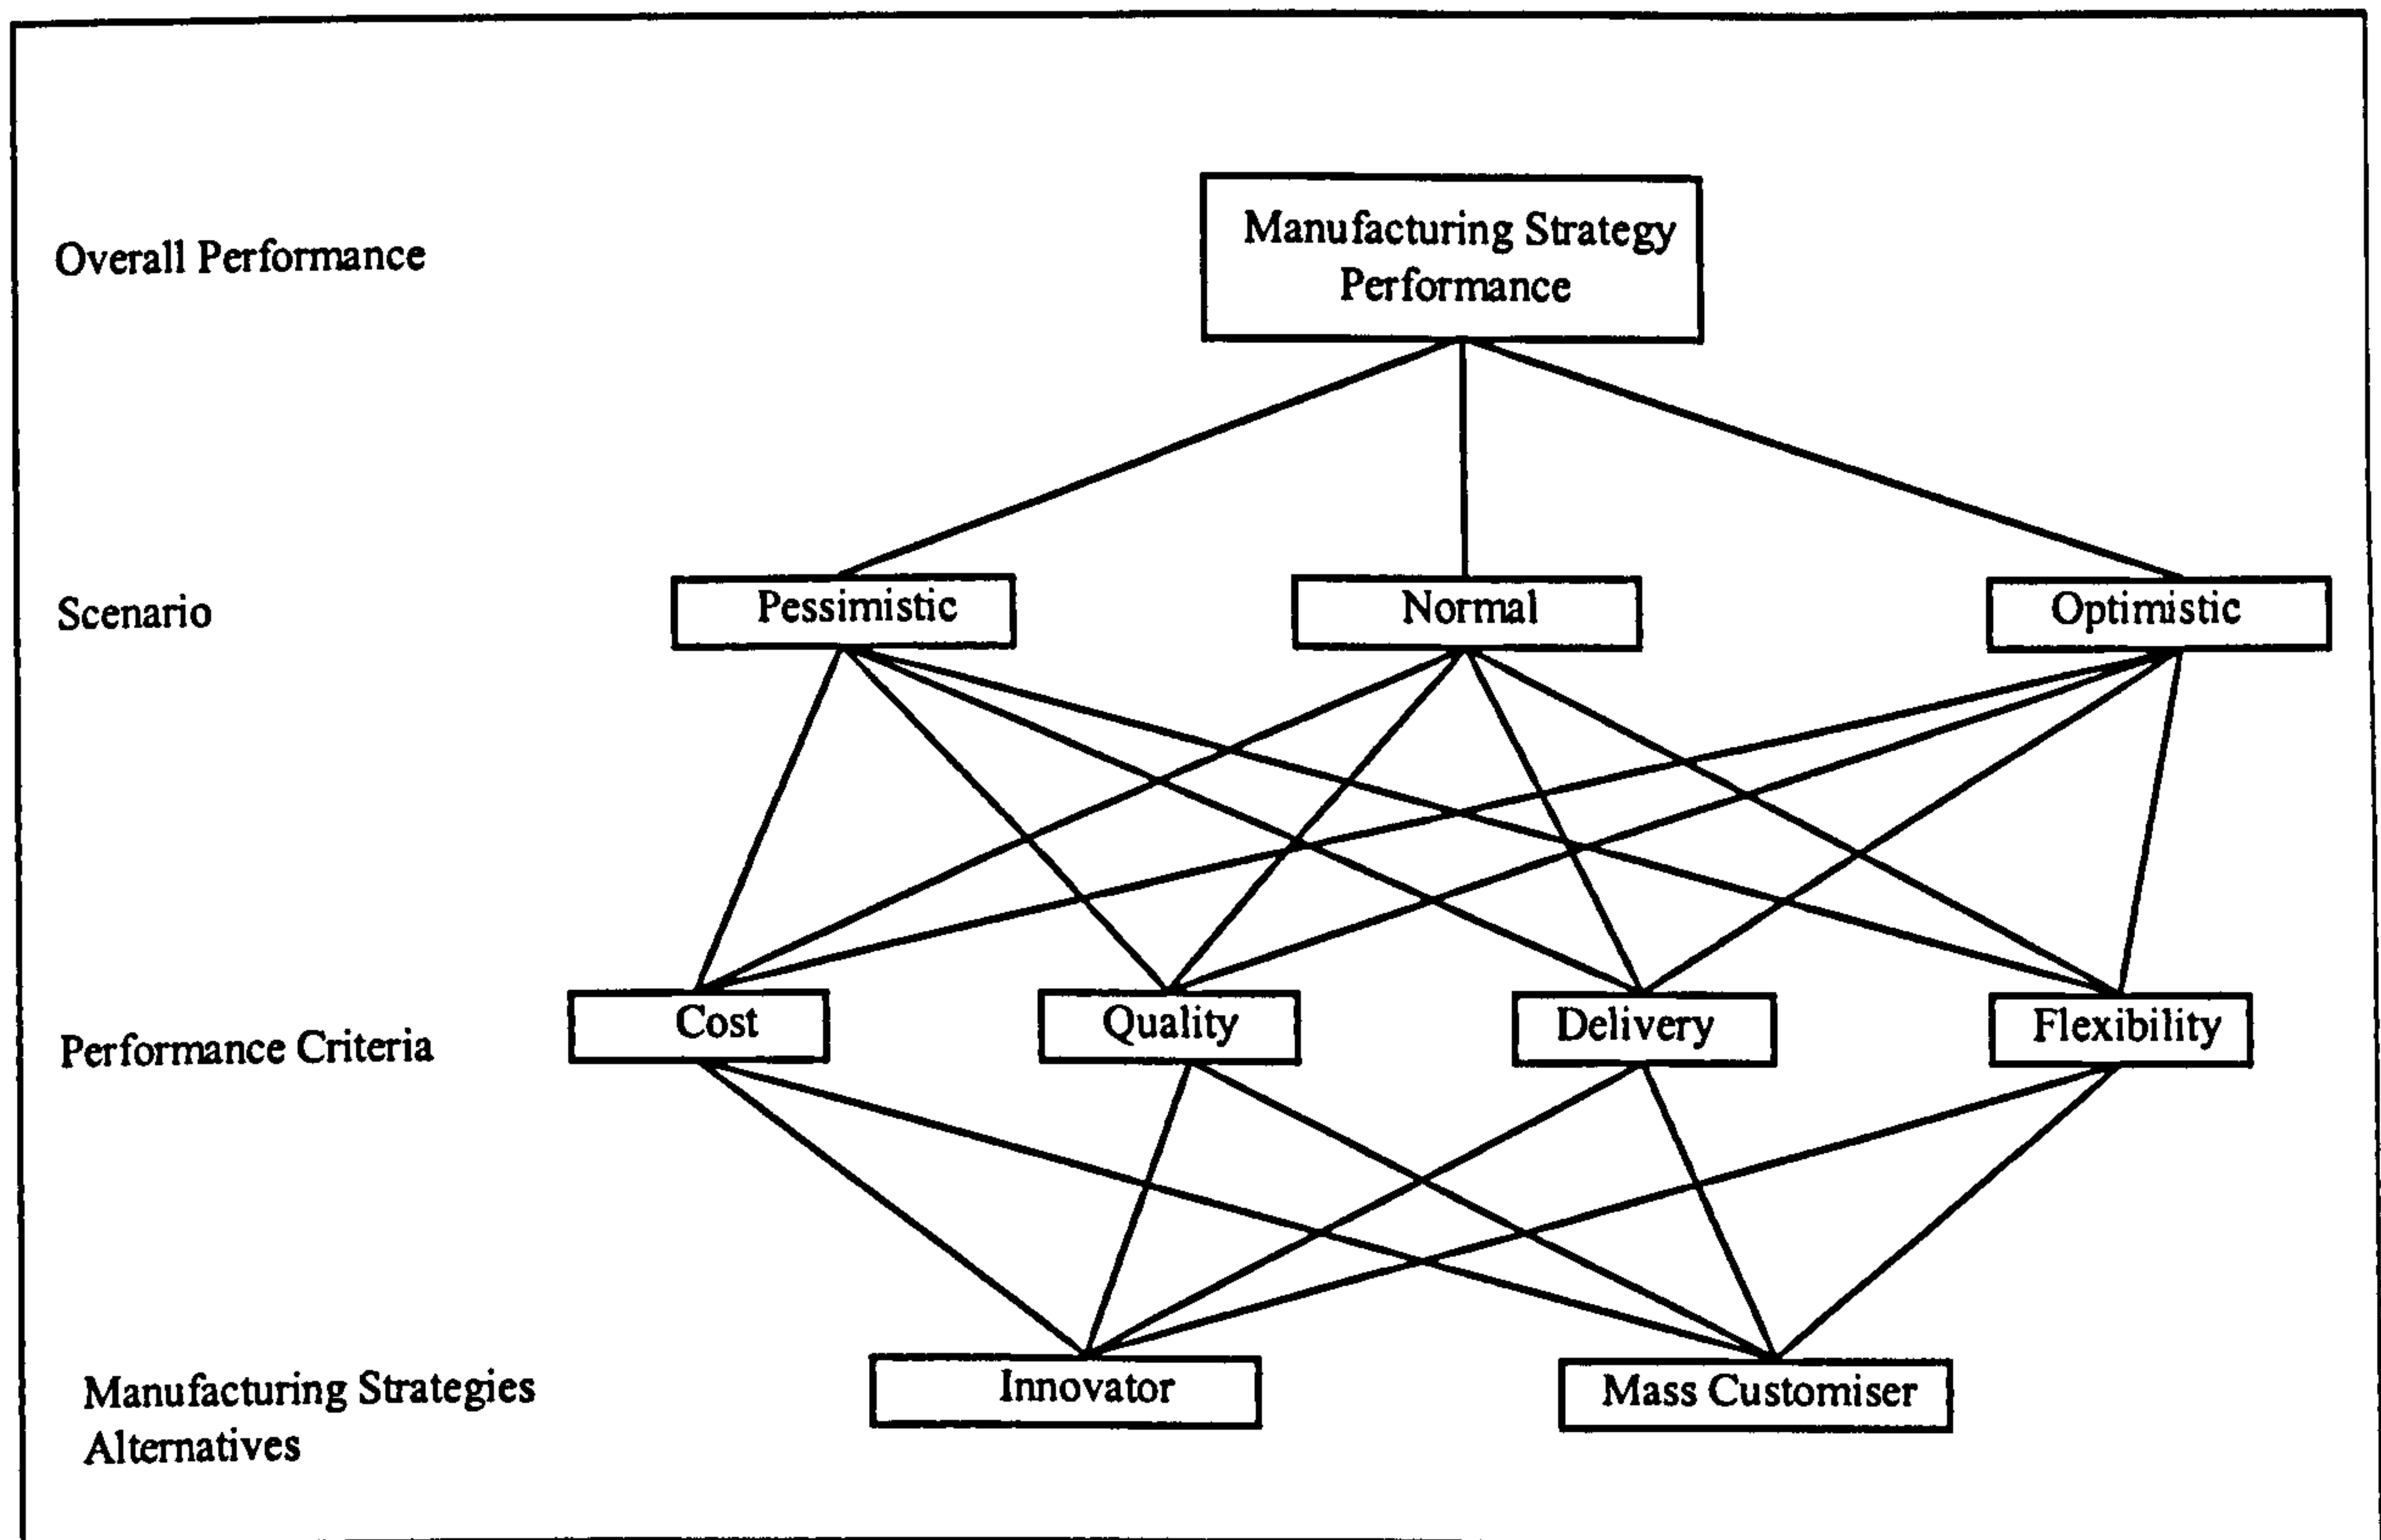 Overall Performance
Manufacturing Strategy
Performance
Scenario
Pessimistic
Normal
Optimistic
Performance Criteria
Cost
Quality
Delivery
Flexibility
Manufacturing Strategies
Alternatives
Innovator
Mass Customiser